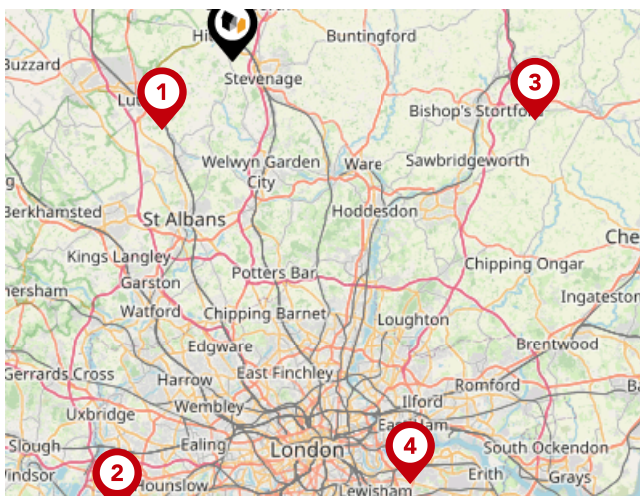 Buntingford
Buzzard
Stevenage
1
3
Bishop's Stortfo
Welwyn Garden
City
Ware
Sawbridgeworth
Berkhamsted
St Albans
Hoddesdon
Kings Langley
Potters Bar
Chipping Ongar
Garston
Watford
Chipping Barnet
Loughton
Ingateston
Edgware
Brentwood
Gerrards Cross
Harrow
East Finchley
Romford
Ilford
Wembley
Uxbridge
Ealing
London
4
South Ockendon
Slough
2
Hounslow
Lewisham
Erith
Grays